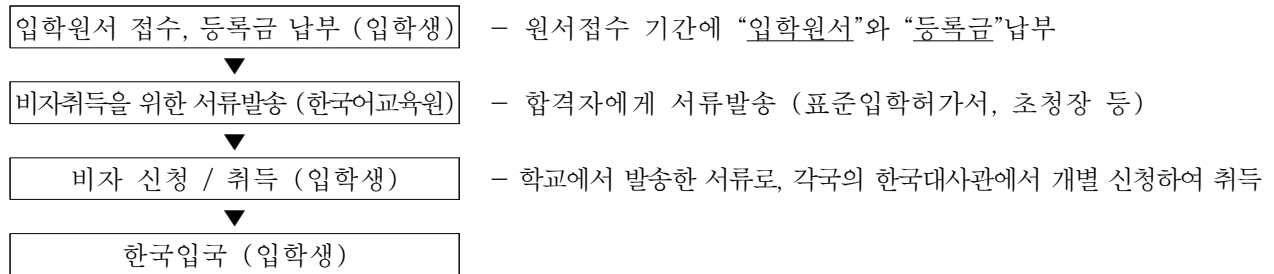 입학원서 접수, 등록금 납부 (입학생) － 원서접수 기간에 “입학원서”와 “등록금”납부
▼
비자취득을 위한 서류발송 (한국어교육원) － 합격자에게 서류발송 (표준입학허가서, 초청장 등)
▼
비자 신청 / 취득 (입학생) － 학교에서 발송한 서류로, 각국의 한국대사관에서 개별 신청하여 취득
▼
한국입국 (입학생)